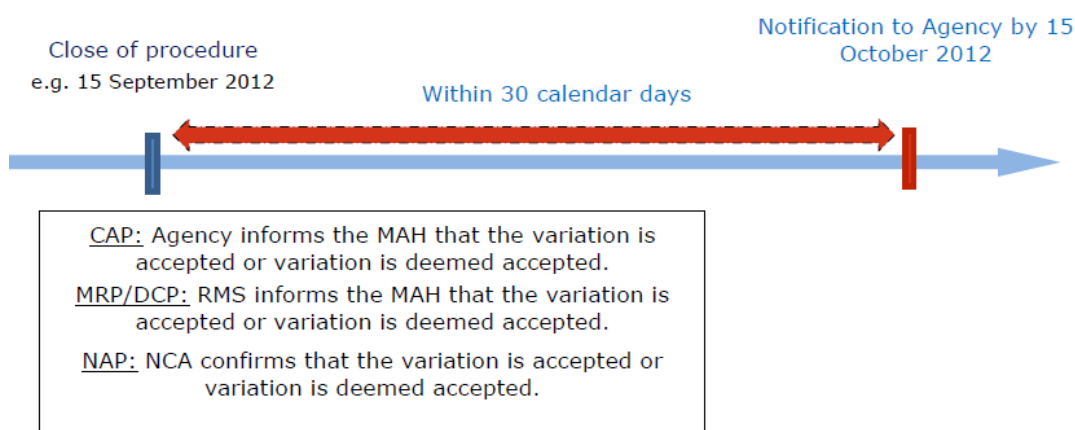 Close of procedure
e.g. 15 September 2012
Within 30 calendar days
Notification to Agency by 15
October 2012
CAP: Agency informs the MAH that the variation is
accepted or variation is deemed accepted.
MRP/DCP: RMS informs the MAH that the variation is
accepted or variation is deemed accepted.
NAP: NCA confirms that the variation is accepted or
variation is deemed accepted.